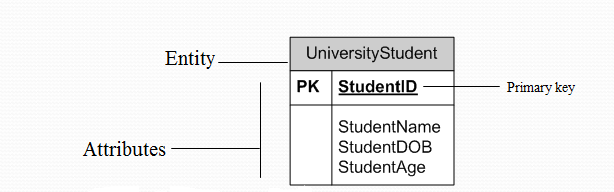 Entity
UniversityStudent
PK StudentID
Primary key
Attributes
StudentName
StudentDOB
StudentAge